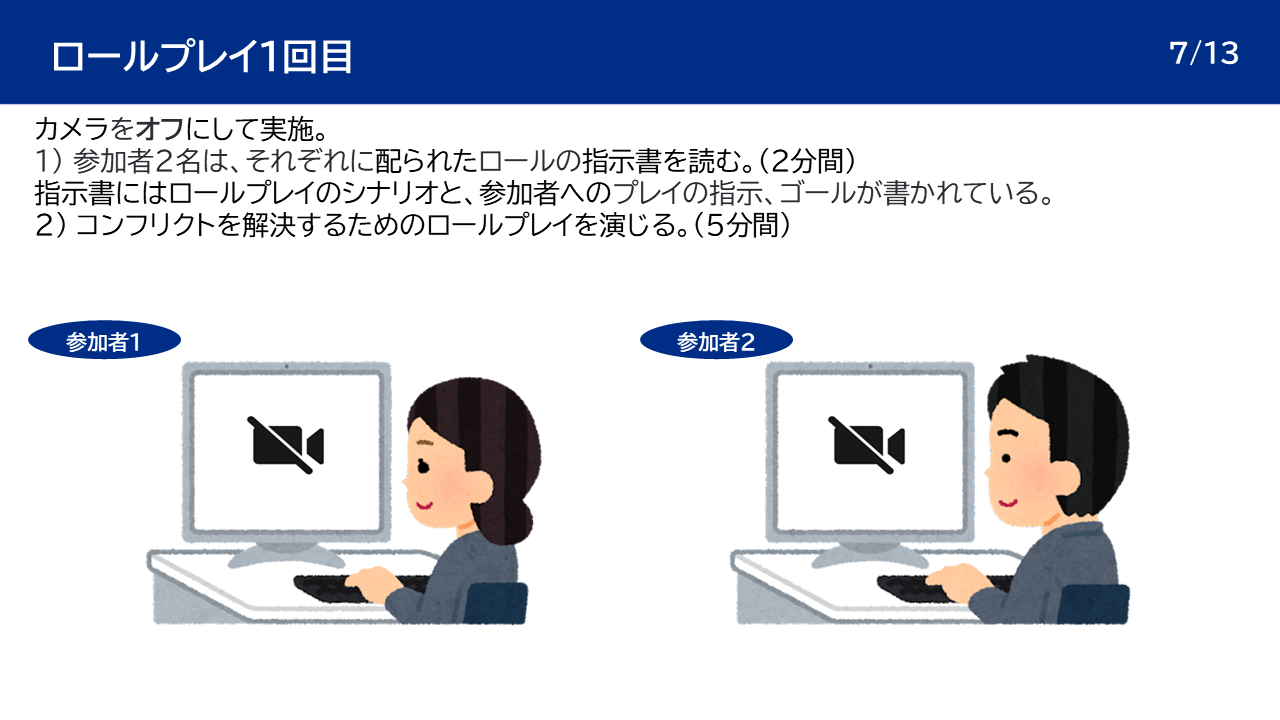 ロールプレイ1回目
7/13
カメラをオフにして実施。
1) 参加者2名は、それぞれに配られたロールの指示書を読む。(2分間)
指示書にはロールプレイのシナリオと、参加者へのプレイの指示、ゴールが書かれている。
2) コンフリクトを解決するためのロールプレイを演じる。(5分間)
参加者1
参加者2